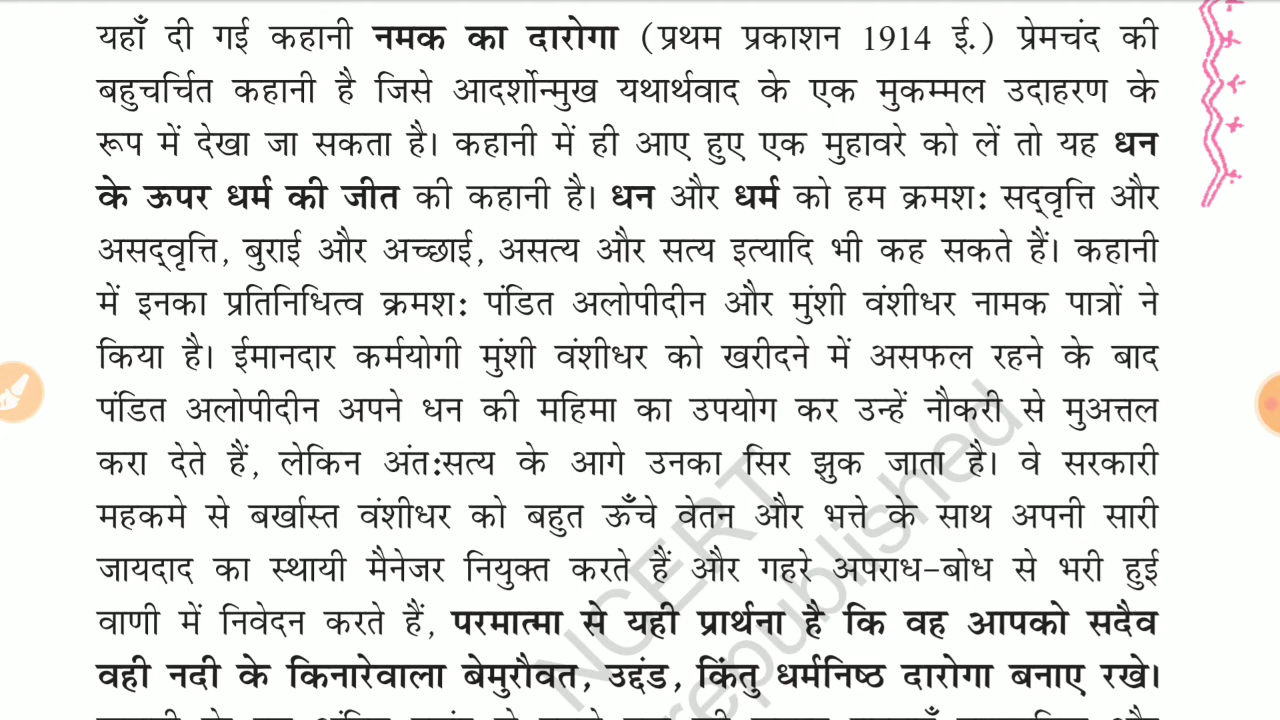 यहाँ दी गई कहानी नमक का दारोगा (प्रथम प्रकाशन 1914 ई.) प्रेमचंद की
बहुचर्चित कहानी है जिसे आदर्शोन्मुख यथार्थवाद के एक मुकम्मल उदाहरण के
रूप में देखा जा सकता है। कहानी में ही आए हुए एक मुहावरे को लें तो यह धन
के ऊपर धर्म की जीत की कहानी है। धन और धर्म को हम क्रमश: सद्‌वृत्ति और
असद्‌वृत्ति, बुराई और अच्छाई, असत्य और सत्य इत्यादि भी कह सकते हैं। कहानी
में इनका प्रतिनिधित्व क्रमश: पंडित अलोपीदीन और मुंशी वंशीधर नामक पात्रों ने
किया है। ईमानदार कर्मयोगी मुंशी वंशीधर को खरीदने में असफल रहने के बाद
पंडित अलोपीदीन अपने धन की महिमा का उपयोग कर उन्हें नौकरी से मुअत्तल
करा देते हैं, लेकिन अंत:सत्य के आगे उनका सिर झुक जाता है। वे सरकारी
महकमे से बर्खास्त वंशीधर को बहुत ऊँचे वेतन और भत्ते के साथ अपनी सारी
जायदाद का स्थायी मैनेजर नियुक्त करते हैं और गहरे अपराध-बोध से भरी हुई
वाणी में निवेदन करते हैं, परमात्मा से यही प्रार्थना है कि वह आपको सदैव
वही नदी के किनारेवाला बेमुरौवत, उद्दंड, किंतु धर्मनिष्ठ दारोगा बनाए रखे।
NCERT
republished